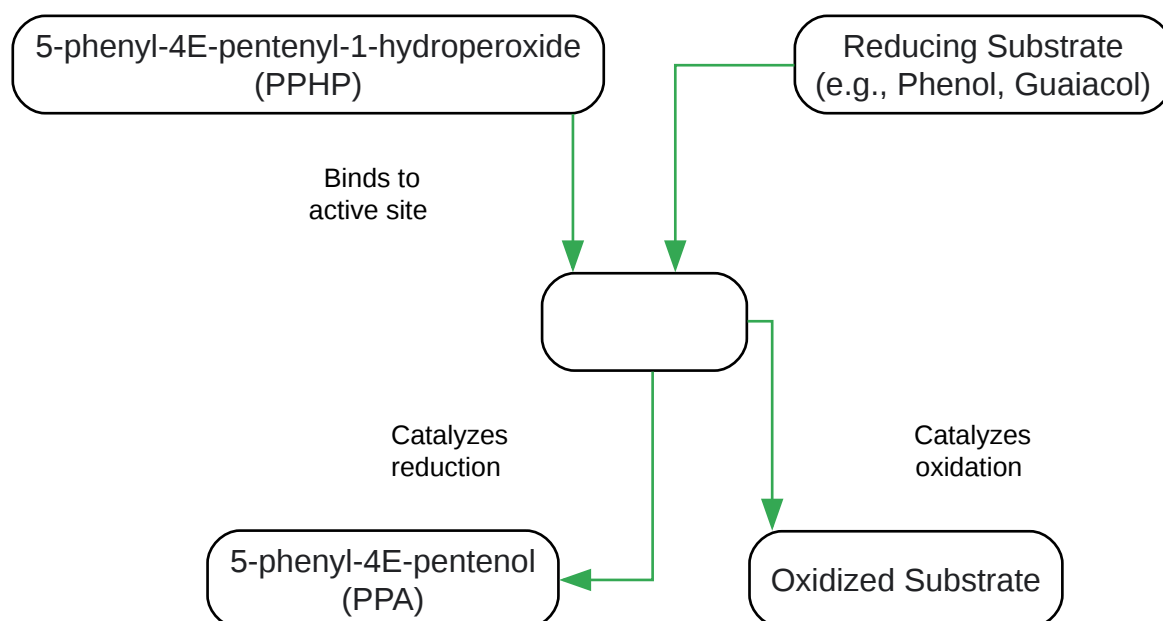 5-phenyl-4E-pentenyl-1-hydroperoxide
(PPHP)
Reducing Substrate
(e.g., Phenol, Guaiacol)
Binds to
active site
Catalyzes
reduction
Catalyzes
oxidation
5-phenyl-4E-pentenol
(PPA)
Oxidized Substrate